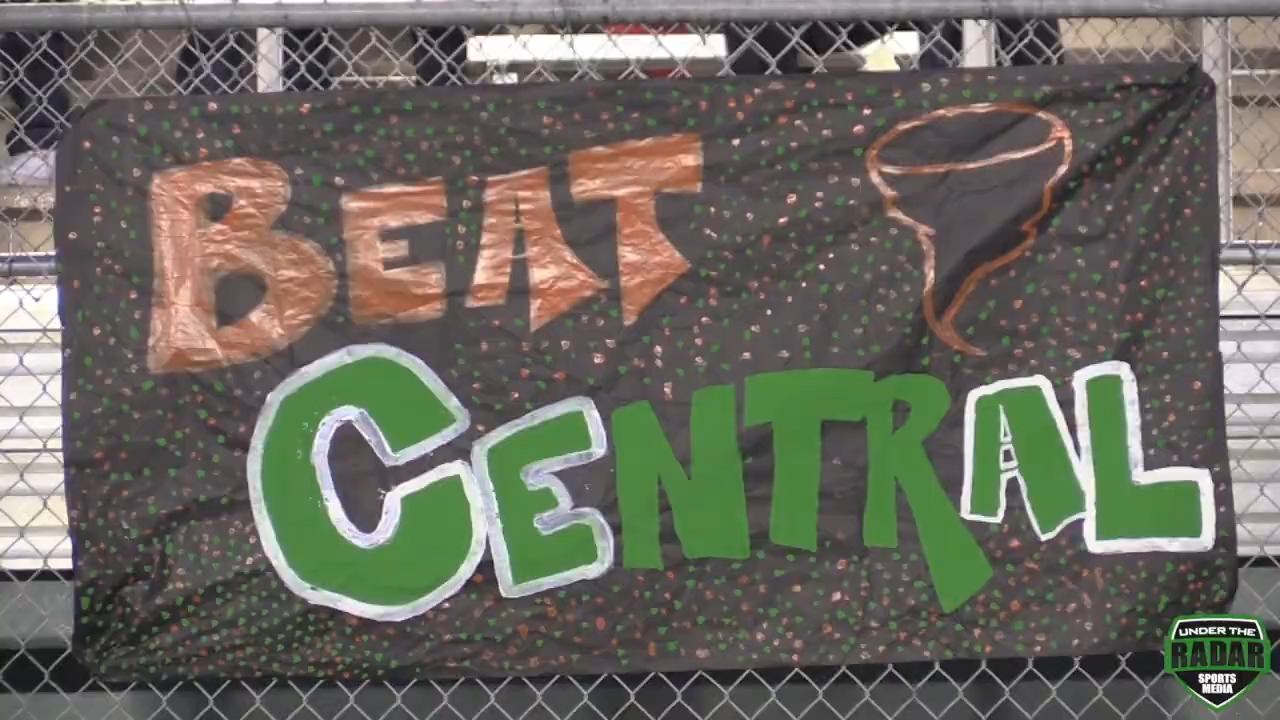 BEAT
CENTRAL
UNDER THE
RADAR
SPORTS
MEDIA